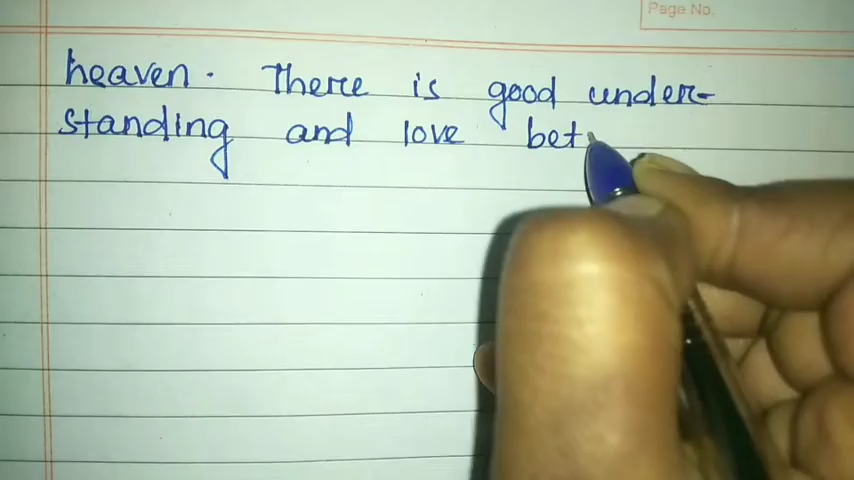 Page No.
heaven. There is good under-
standing and love bet